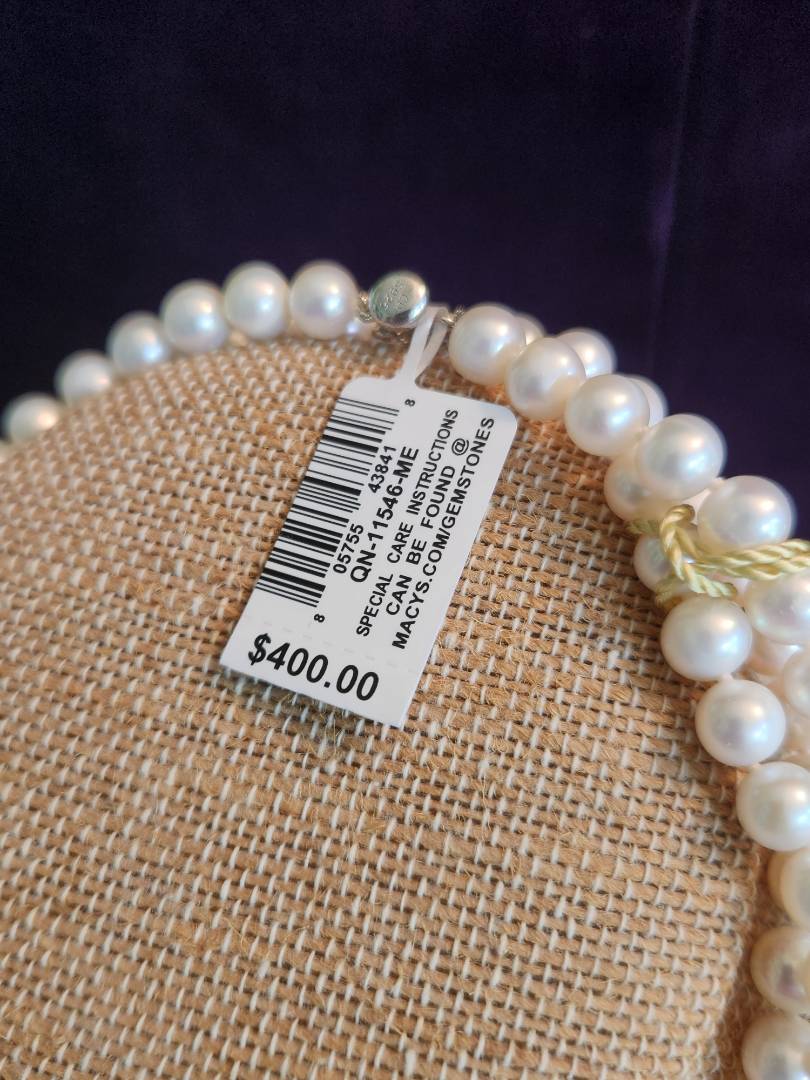 8
05755 43841
8
QN-11546-ME
SPECIAL CARE INSTRUCTIONS
CAN BE FOUND @
MACYS.COM/GEMSTONES
$400.00